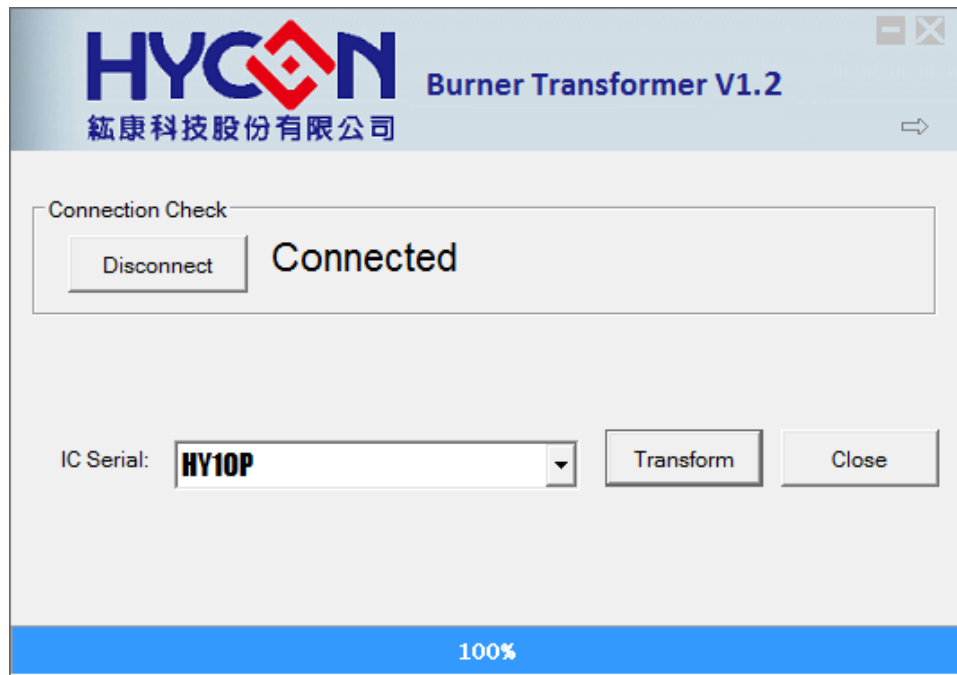 HYCON
Burner Transformer V1.2
紘康科技股份有限公司
Connection Check
Disconnect
Connected
IC Serial:
HY10P
Transform
Close
100%